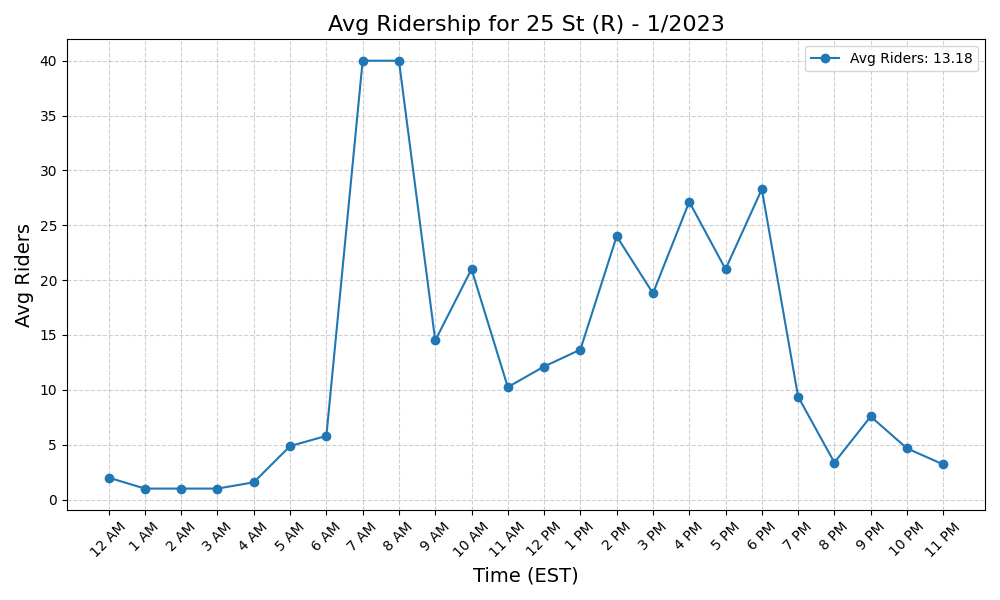 Avg Ridership for 25 St (R) - 1/2023
Avg Riders: 13.18
Avg Riders
40
35
30
25
20
15
10
5
0
12 AM
1 AM
2 AM
3 AM
4 AM
5 AM
6 AM
7 AM
8 AM
9 AM
10 AM
11 AM
12 PM
1 PM
2 PM
3 PM
4 PM
5 PM
6 PM
7 PM
8 PM
9 PM
10 PM
11 PM
Time (EST)